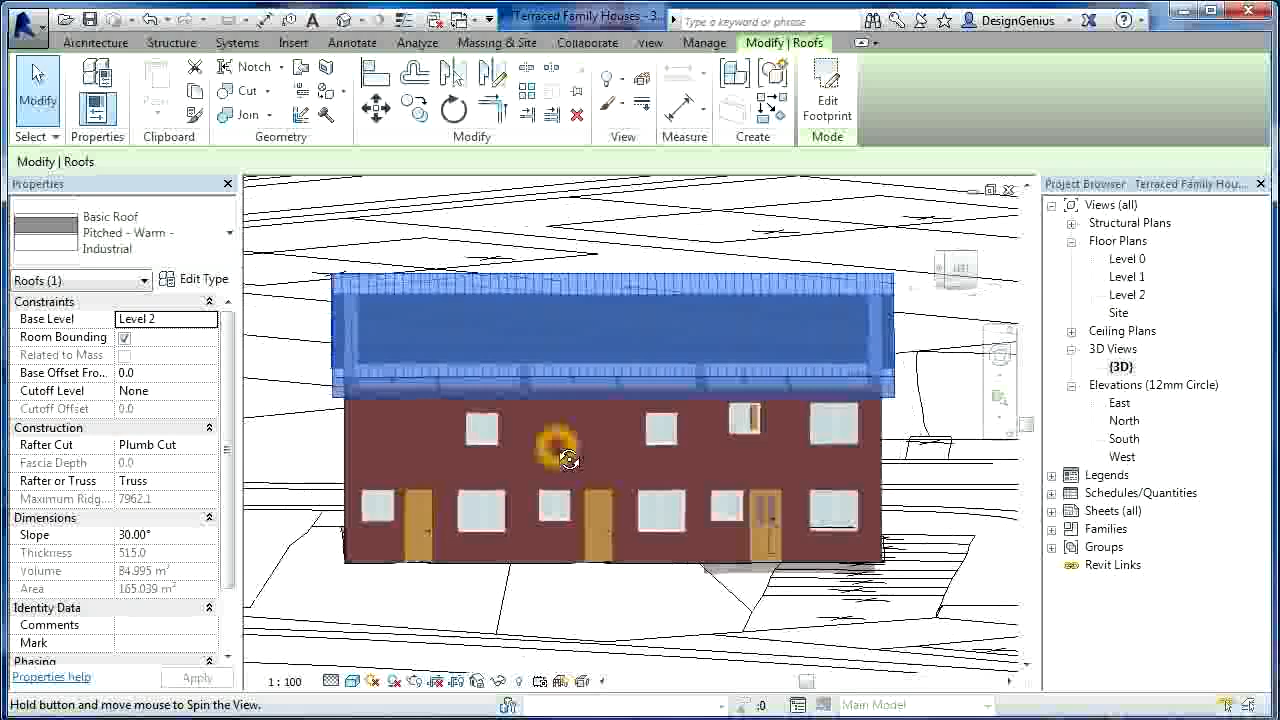 Terraced Family Houses - 3...
Type a keyword or phrase
DesignGenius
Architecture
Structure
Systems
Insert
Annotate
Analyze
Massing & Site
Collaborate
View
Manage
Modify | Roofs
Modify
Notch
Cut
Join
Edit
Footprint
Select
Properties
Clipboard
Geometry
Modify
View
Measure
Create
Mode
Modify | Roofs
Properties
Basic Roof
Pitched - Warm -
Industrial
Roofs (1)
Edit Type
Constraints
Base Level Level 2
Room Bounding
Related to Mass
Base Offset Fro... 0.0
Cutoff Level None
Cutoff Offset 0.0
Construction
Rafter Cut Plumb Cut
Fascia Depth 0.0
Rafter or Truss Truss
Maximum Ridg... 7962.1
Dimensions
Slope 30.00°
Thickness 515.0
Volume 84.995 m³
Area 165.039 m²
Identity Data
Comments
Mark
Phasing
Properties help
Apply
1 : 100
Project Browser - Terraced Family Hou...
Views (all)
Structural Plans
Floor Plans
Level 0
Level 1
Level 2
Site
Ceiling Plans
3D Views
{3D}
Elevations (12mm Circle)
East
North
South
West
Legends
Schedules/Quantities
Sheets (all)
Families
Groups
Revit Links
Hold button and move mouse to Spin the View.
:0
Main Model